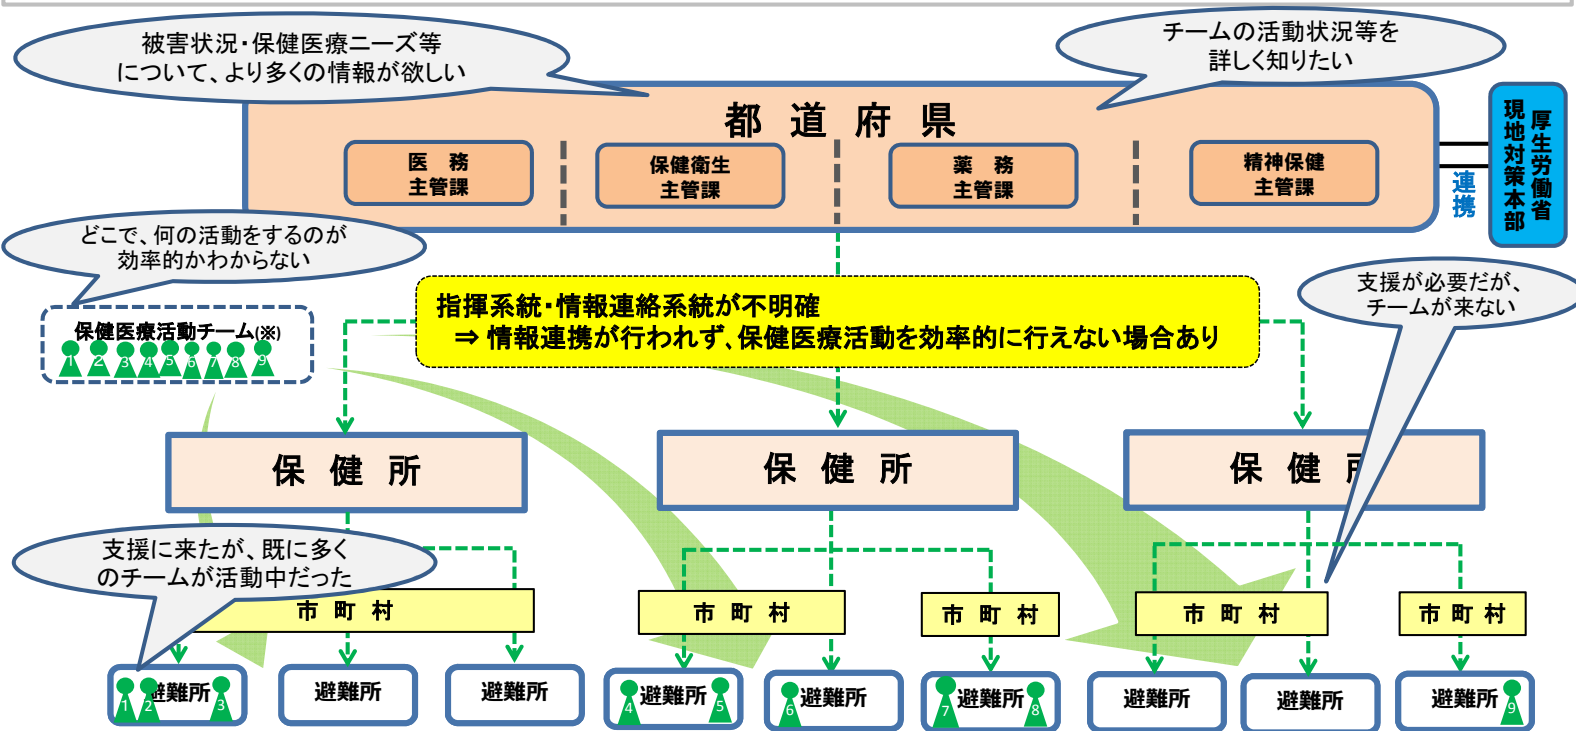 被害状況・保健医療ニーズ等
について、より多くの情報が欲しい
チームの活動状況等を
詳しく知りたい
都道府県
医務
主管課
保健衛生
主管課
薬務
主管課
精神保健
主管課
連携
厚生労働省
現地対策本部
どこで、何の活動をするのが
効率的かわからない
保健医療活動チーム(※)
1 2 3 4 5 6 7 8 9
指揮系統・情報連絡系統が不明確
⇒ 情報連携が行われず、保健医療活動を効率的に行えない場合あり
支援が必要だが、
チームが来ない
保健所
保健所
保健所
支援に来たが、既に多く
のチームが活動中だった
市町村
市町村
市町村
市町村
市町村
1 2 避難所 3
避難所
避難所
4 避難所 5
6 避難所
7 避難所 8
避難所
避難所
避難所 9